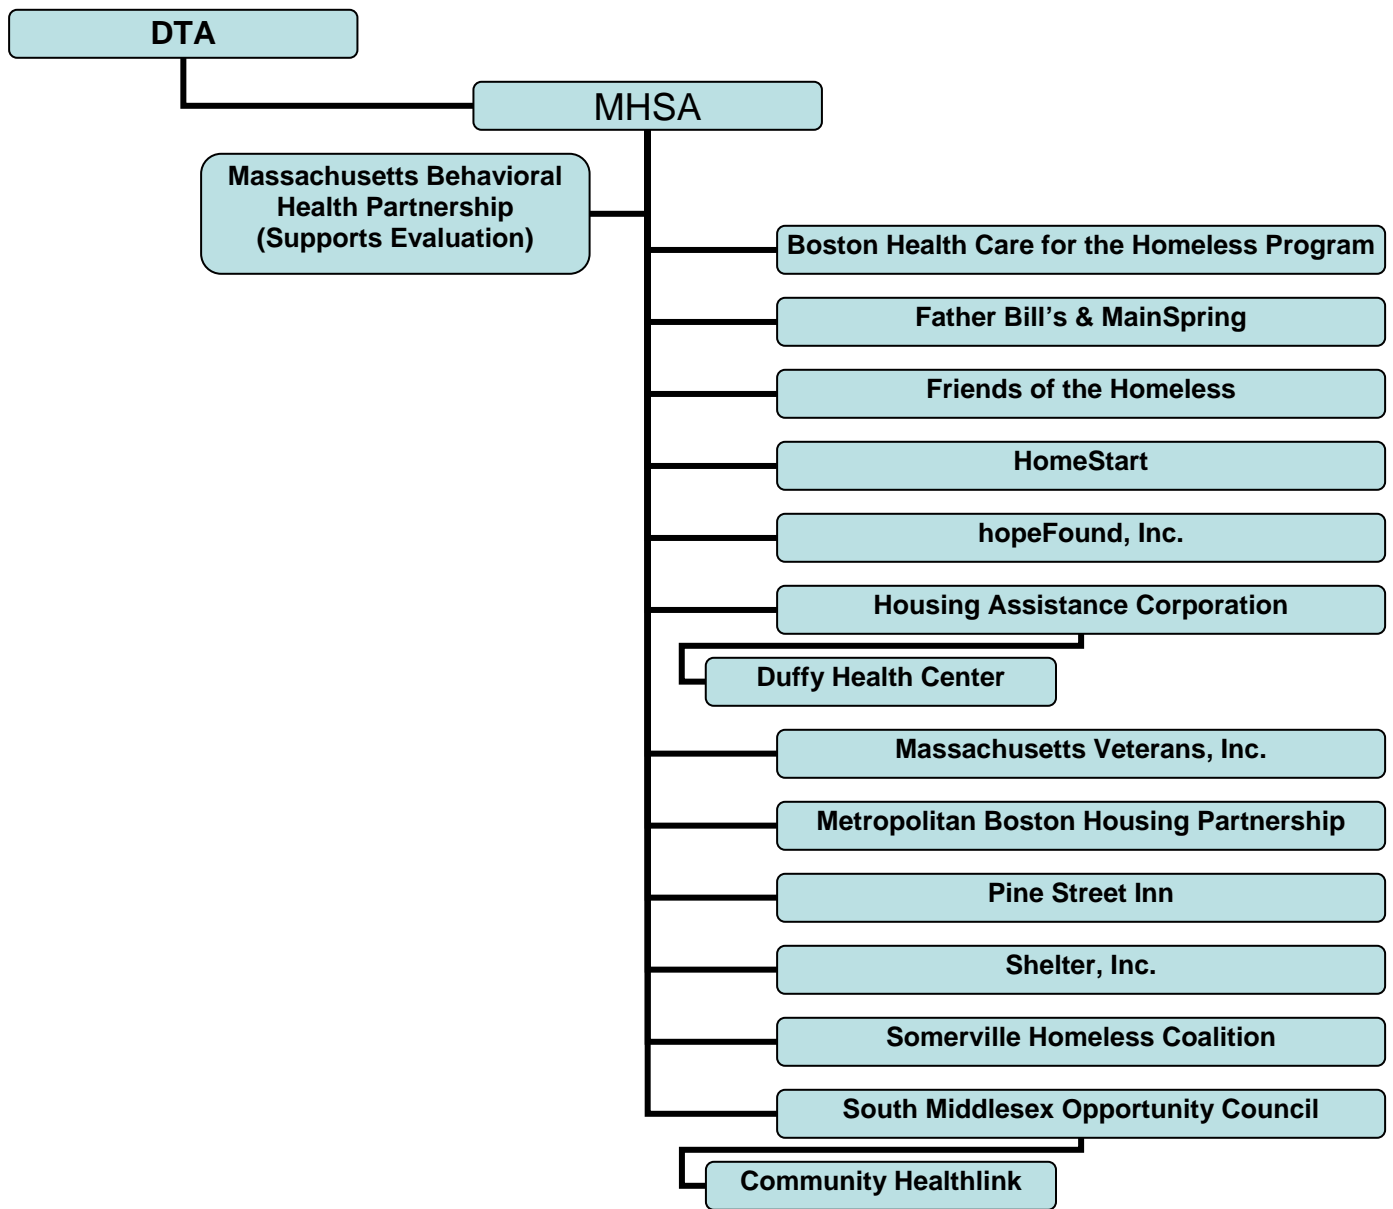 DTA
MHSA
Massachusetts Behavioral
Health Partnership
(Supports Evaluation)
Boston Health Care for the Homeless Program
Father Bill’s & MainSpring
Friends of the Homeless
HomeStart
hopeFound, Inc.
Housing Assistance Corporation
Duffy Health Center
Massachusetts Veterans, Inc.
Metropolitan Boston Housing Partnership
Pine Street Inn
Shelter, Inc.
Somerville Homeless Coalition
South Middlesex Opportunity Council
Community Healthlink